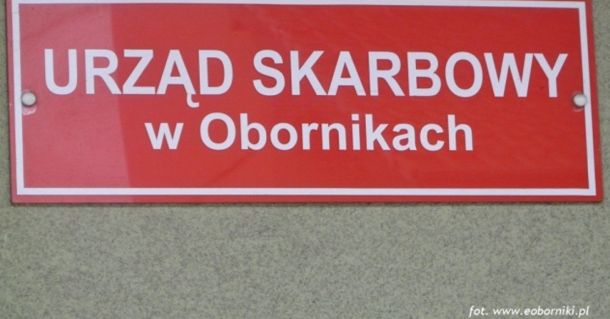 URZĄD SKARBOWY
w Obornikach
fot. www.eoborniki.pl